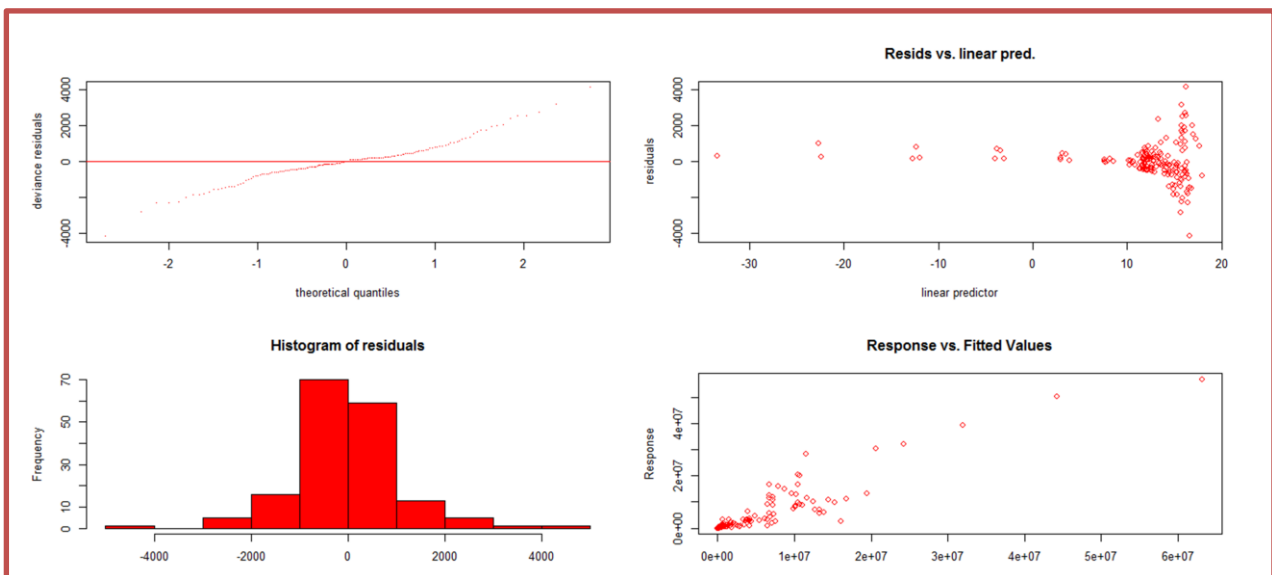 deviance residuals
4000
2000
0
-4000
-2
-1
0
1
2
theoretical quantiles
Resids vs. linear pred.
residuals
4000
2000
0
-4000
-30
-20
-10
0
10
20
linear predictor
Histogram of residuals
Frequency
70
50
30
10
0
-4000
-2000
0
2000
4000
Response vs. Fitted Values
Response
4e+07
2e+07
0e+00
0e+00
1e+07
2e+07
3e+07
4e+07
5e+07
6e+07